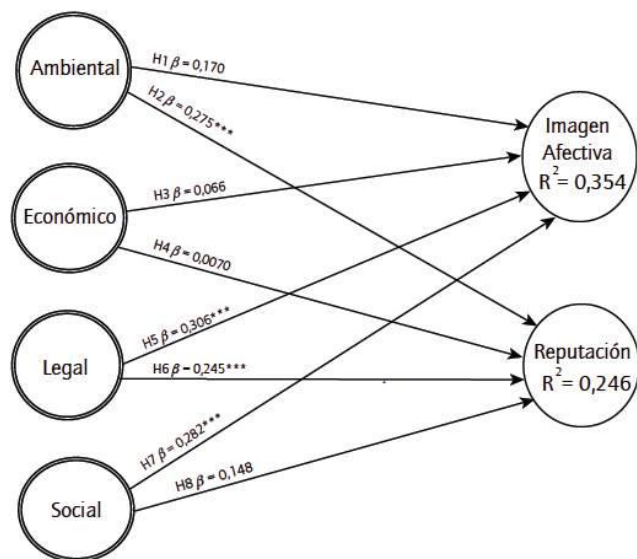 Ambiental
H1 β = 0,170
H2 β = 0,275***
Imagen
Afectiva
R² = 0,354
Económico
H3 β = 0,066
H4 β = 0,0070
Legal
H5 β = 0,306***
H6 β = 0,245***
Reputación
R² = 0,246
Social
H7 β = 0,282***
H8 β = 0,148